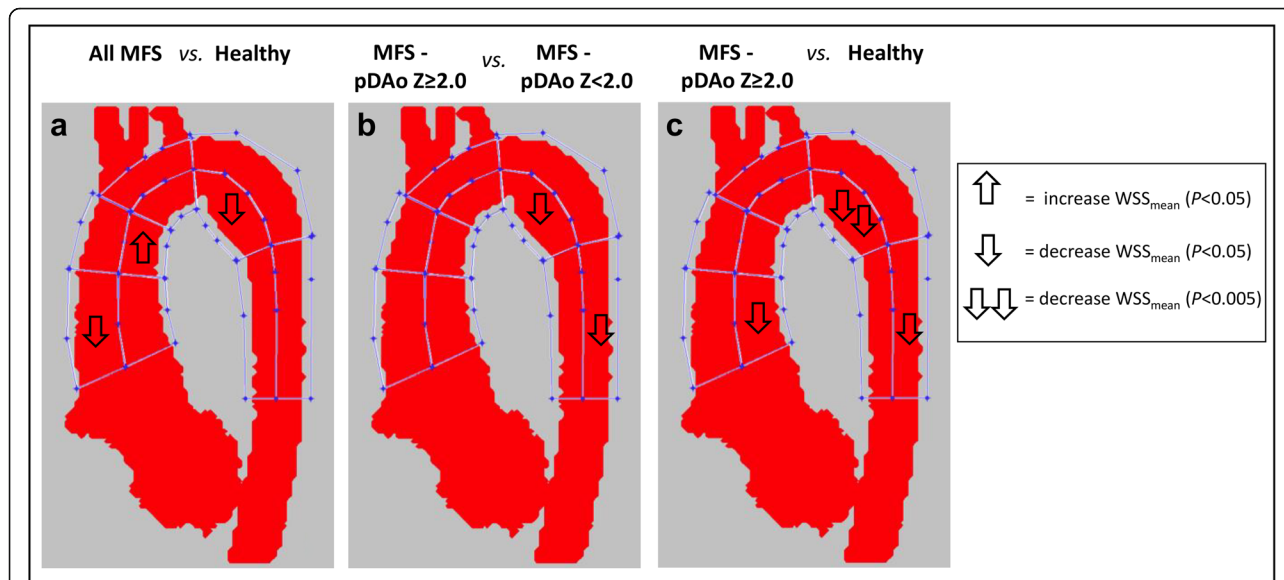 All MFS vs. Healthy
MFS - pDAo Z≥2.0 vs. MFS - pDAo Z<2.0
MFS - pDAo Z≥2.0 vs. Healthy
a
b
c
= increase WSSmean (P<0.05)
= decrease WSSmean (P<0.05)
= decrease WSSmean (P<0.005)